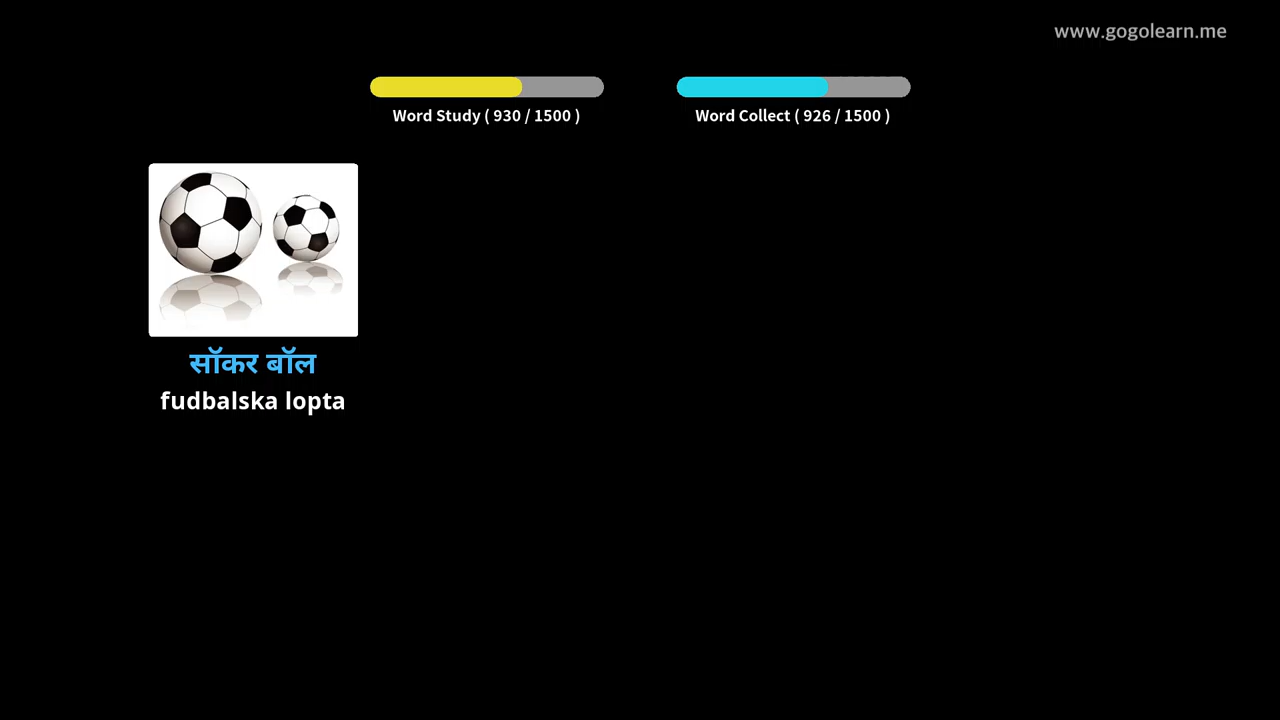 www.gogolearn.me
Word Study ( 930 / 1500 )
Word Collect ( 926 / 1500 )
सॉकर बॉल
fudbalska lopta